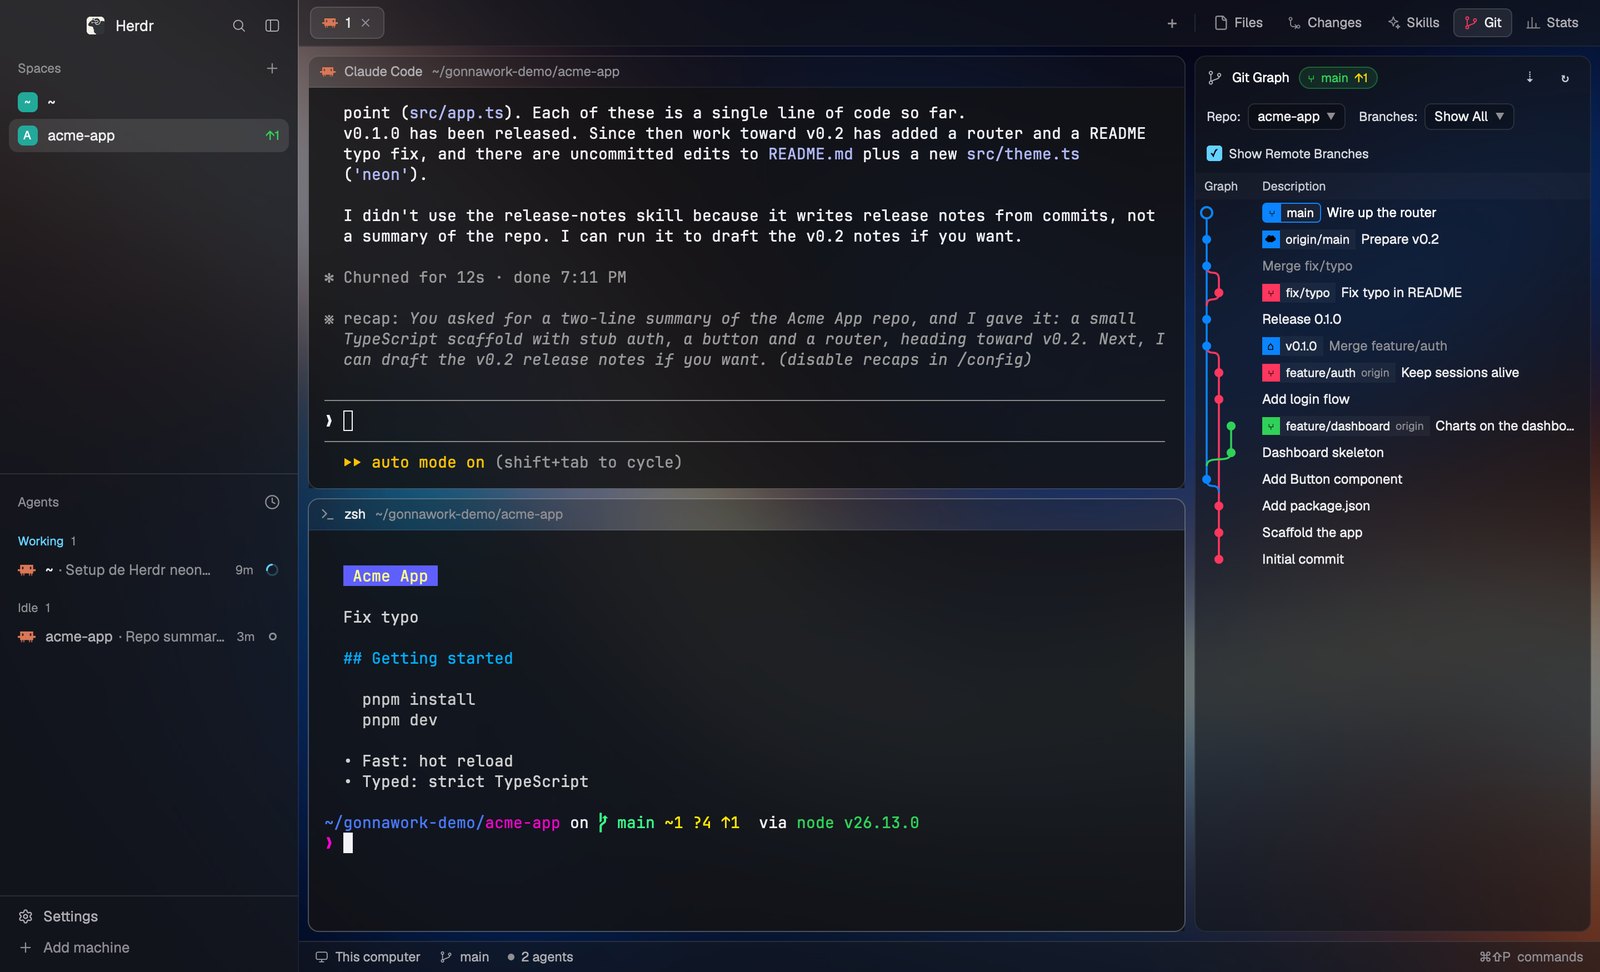 Herdr
Spaces
~ ~
A acme-app ↑1
Agents
Working 1
~ · Setup de Herdr neon... 9m
Idle 1
acme-app · Repo summar... 3m
Settings
Add machine
1
Files
Changes
Skills
Git
Stats
Claude Code ~/gonnawork-demo/acme-app
point (src/app.ts). Each of these is a single line of code so far.
v0.1.0 has been released. Since then work toward v0.2 has added a router and a README
typo fix, and there are uncommitted edits to README.md plus a new src/theme.ts
('neon').
I didn't use the release-notes skill because it writes release notes from commits, not
a summary of the repo. I can run it to draft the v0.2 notes if you want.
✻ Churned for 12s · done 7:11 PM
※ recap: You asked for a two-line summary of the Acme App repo, and I gave it: a small
TypeScript scaffold with stub auth, a button and a router, heading toward v0.2. Next, I
can draft the v0.2 release notes if you want. (disable recaps in /config)
❯
auto mode on (shift+tab to cycle)
zsh ~/gonnawork-demo/acme-app
Acme App
Fix typo
## Getting started
pnpm install
pnpm dev
• Fast: hot reload
• Typed: strict TypeScript
~/gonnawork-demo/acme-app on main ~1 ?4 ↑1 via node v26.13.0
❯
Git Graph main ↑1
Repo: acme-app Branches: Show All
Show Remote Branches
Graph Description
main Wire up the router
origin/main Prepare v0.2
Merge fix/typo
fix/typo Fix typo in README
Release 0.1.0
v0.1.0 Merge feature/auth
feature/auth origin Keep sessions alive
Add login flow
feature/dashboard origin Charts on the dashbo...
Dashboard skeleton
Add Button component
Add package.json
Scaffold the app
Initial commit
This computer main 2 agents
⌘⇧P commands